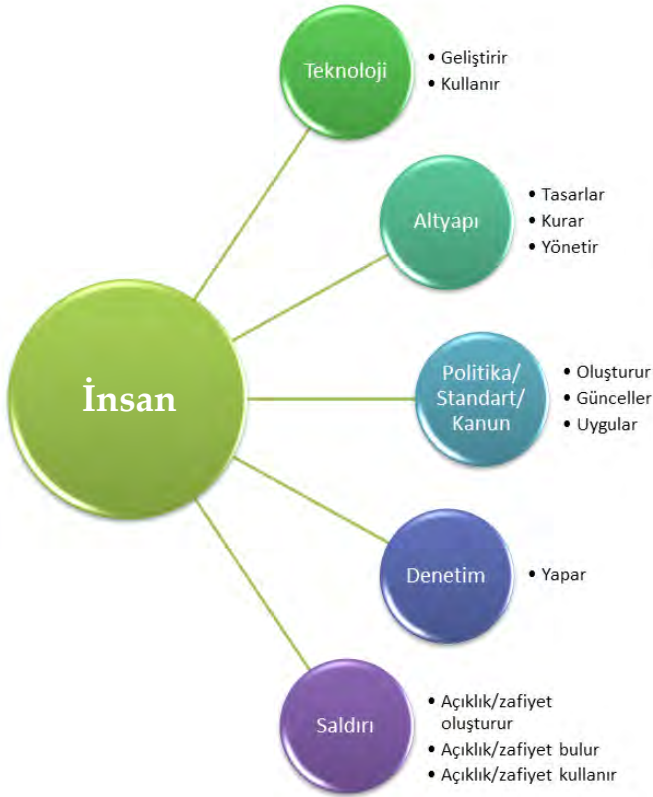 Teknoloji
• Geliştirir
• Kullanır
Altyapı
• Tasarlar
• Kurar
• Yönetir
İnsan
Politika/
Standart/
Kanun
• Oluşturur
• Günceller
• Uygular
Denetim
• Yapar
Saldırı
• Açıklık/zafiyet
oluşturur
• Açıklık/zafiyet bulur
• Açıklık/zafiyet kullanır